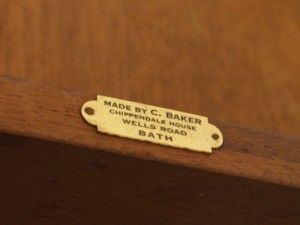 MADE BY C. BAKER
CHIPPENDALE HOUSE
WELLS ROAD
BATH